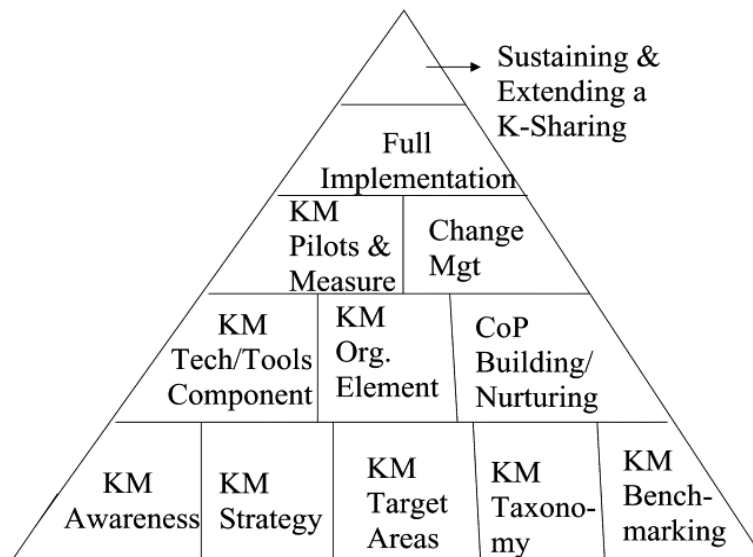 Sustaining &
Extending a
K-Sharing
Full
Implementation
KM
Pilots &
Measure
Change
Mgt
KM
Tech/Tools
Component
KM
Org.
Element
CoP
Building/
Nurturing
KM
Awareness
KM
Strategy
KM
Target
Areas
KM
Taxono-
my
KM
Bench-
marking